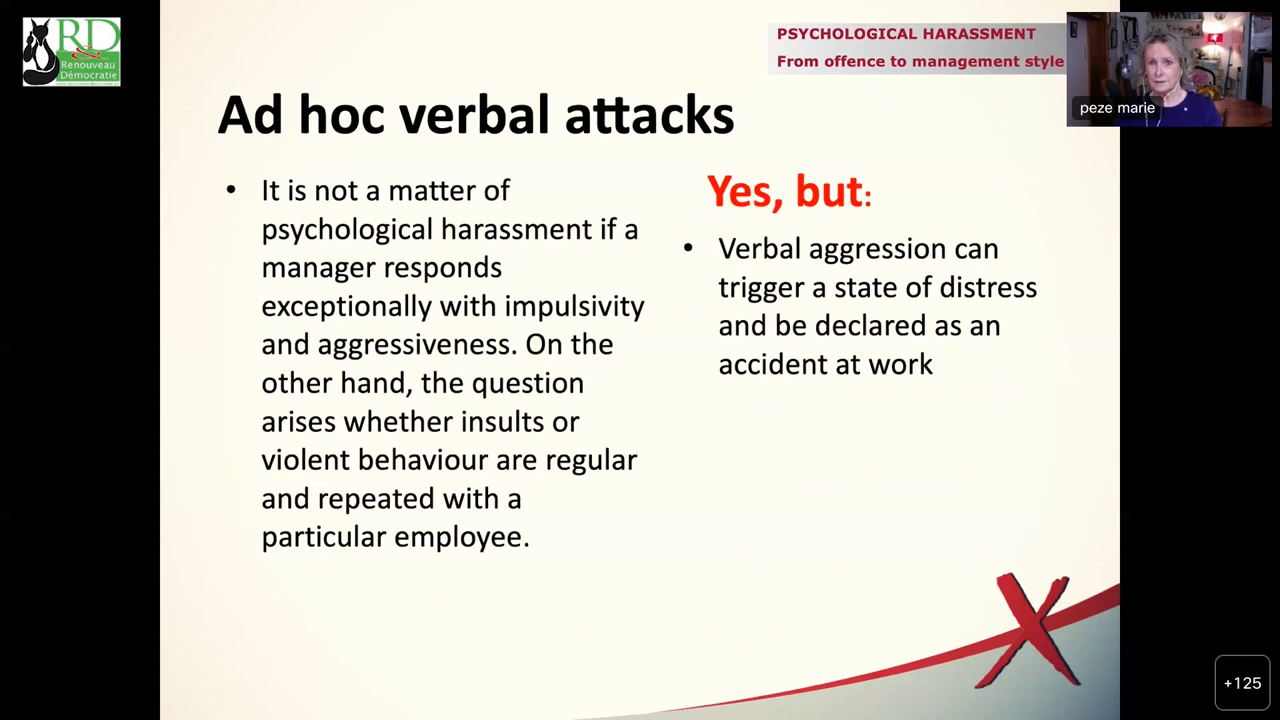 RD
Renouveau
Démocratie
PSYCHOLOGICAL HARASSMENT
From offence to management style
peze marie
Ad hoc verbal attacks
• It is not a matter of
psychological harassment if a
manager responds
exceptionally with impulsivity
and aggressiveness. On the
other hand, the question
arises whether insults or
violent behaviour are regular
and repeated with a
particular employee.
Yes, but:
• Verbal aggression can
trigger a state of distress
and be declared as an
accident at work
+125